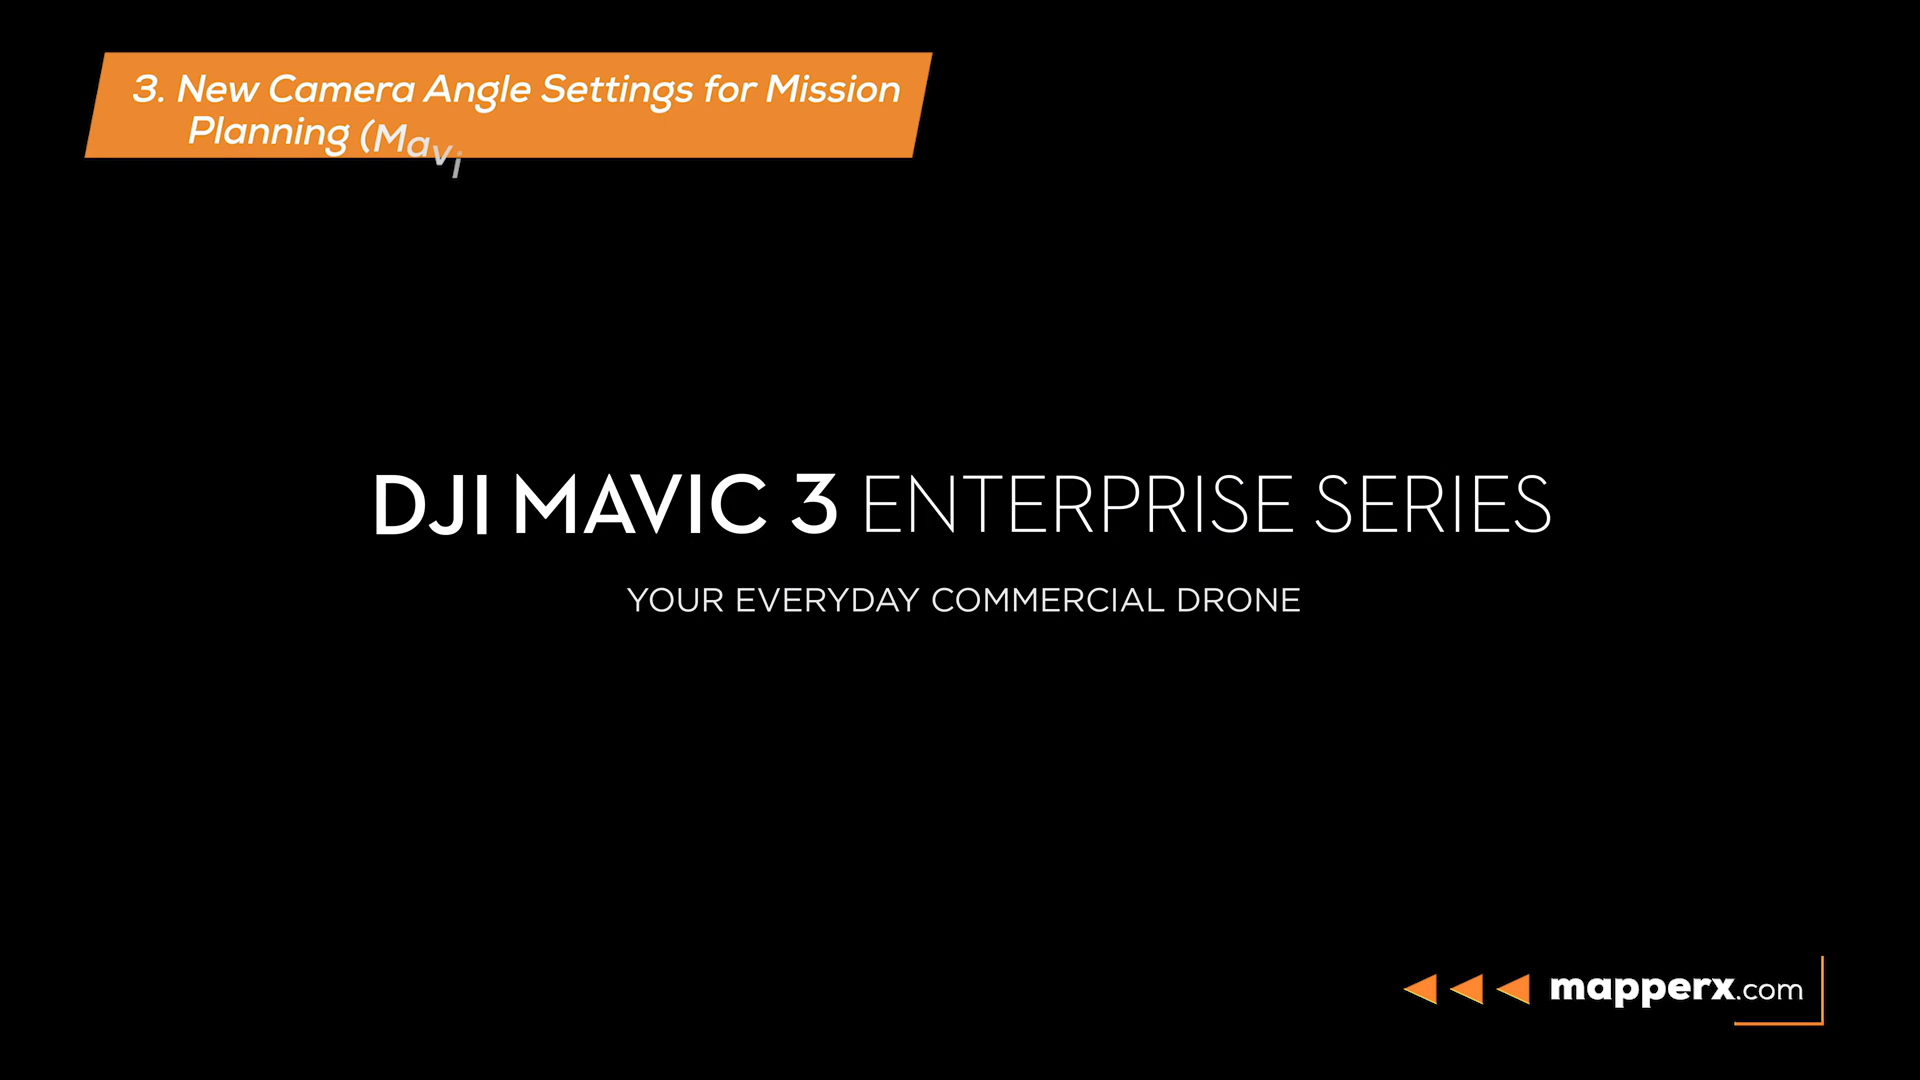 3. New Camera Angle Settings for Mission
Planning (Mavi
DJI MAVIC 3 ENTERPRISE SERIES
YOUR EVERYDAY COMMERCIAL DRONE
mapperx.com